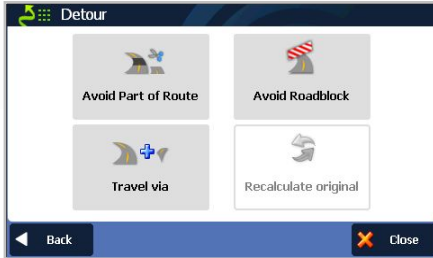 Detour
Avoid Part of Route
Avoid Roadblock
Travel via
Recalculate original
Back
Close